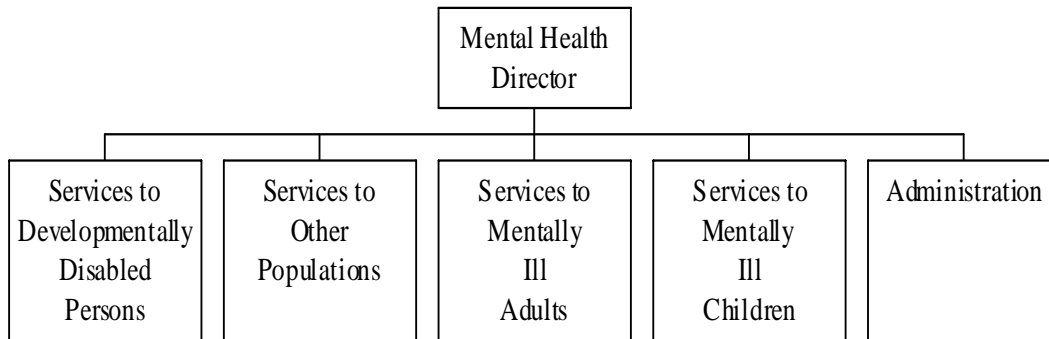 Mental Health
Director
Services to
Developmentally
Disabled
Persons
Services to
Other
Populations
Services to
Mentally
Ill
Adults
Services to
Mentally
Ill
Children
Administration